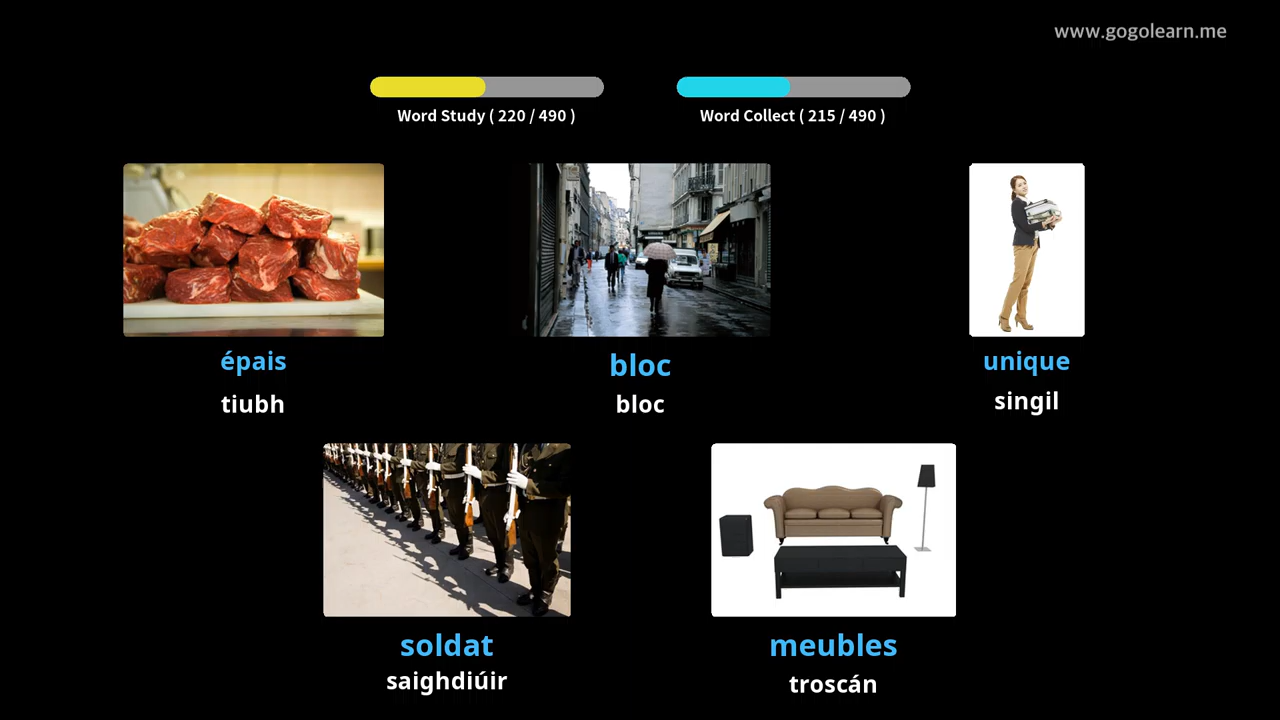 www.gogolearn.me
Word Study ( 220 / 490 )
Word Collect ( 215 / 490 )
épais
tiubh
bloc
bloc
unique
singil
soldat
saighdiúir
meubles
troscán